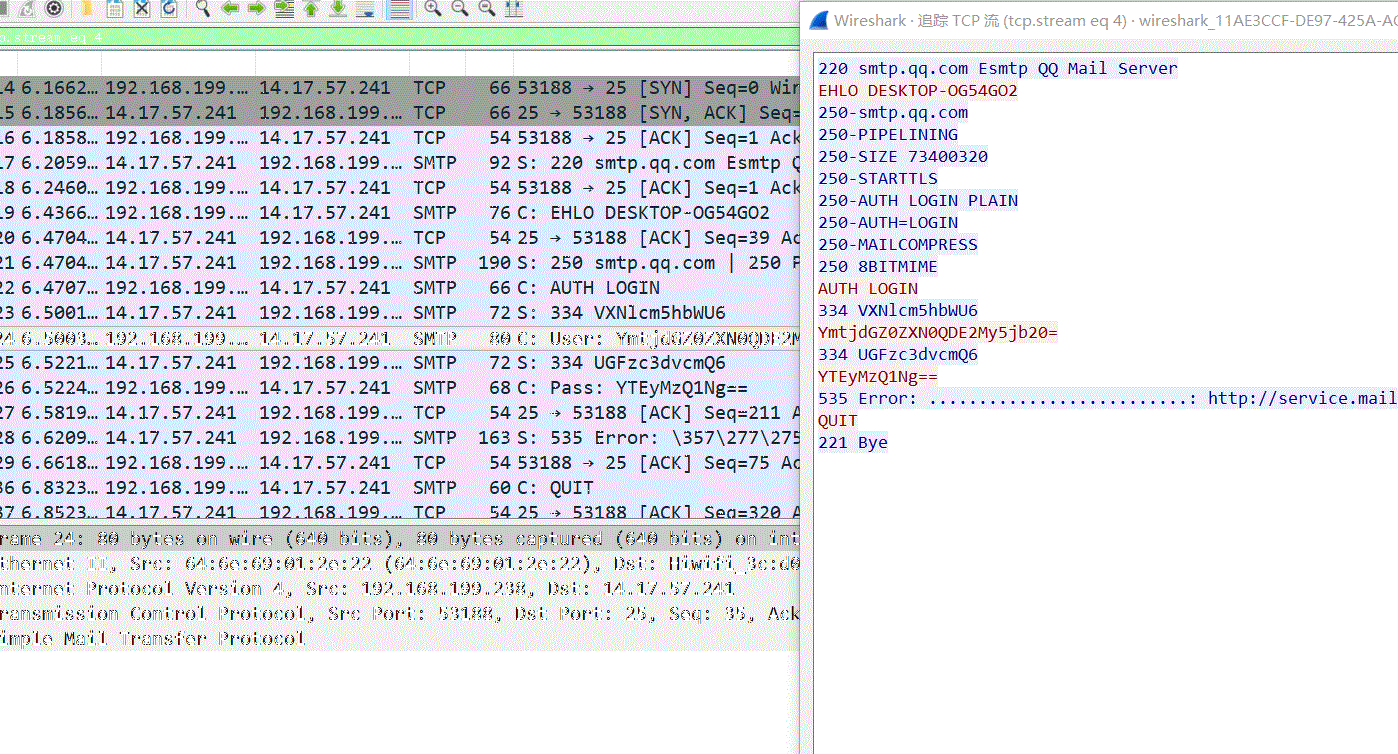 p.stream eq 4
14 6.1662… 192.168.199.… 14.17.57.241 TCP 66 53188 → 25 [SYN] Seq=0 Win
15 6.1856… 14.17.57.241 192.168.199.… TCP 66 25 → 53188 [SYN, ACK] Seq=
16 6.1858… 192.168.199.… 14.17.57.241 TCP 54 53188 → 25 [ACK] Seq=1 Ack
17 6.2059… 14.17.57.241 192.168.199.… SMTP 92 S: 220 smtp.qq.com Esmtp Q
18 6.2460… 192.168.199.… 14.17.57.241 TCP 54 53188 → 25 [ACK] Seq=1 Ack
19 6.4366… 192.168.199.… 14.17.57.241 SMTP 76 C: EHLO DESKTOP-OG54GO2
20 6.4704… 14.17.57.241 192.168.199.… TCP 54 25 → 53188 [ACK] Seq=39 Ac
21 6.4704… 14.17.57.241 192.168.199.… SMTP 190 S: 250 smtp.qq.com | 250 P
22 6.4707… 192.168.199.… 14.17.57.241 SMTP 66 C: AUTH LOGIN
23 6.5001… 14.17.57.241 192.168.199.… SMTP 72 S: 334 VXNlcm5hbWU6
24 6.5003… 192.168.199.… 14.17.57.241 SMTP 80 C: User: YmtjdGZ0ZXN0QDE2M
25 6.5221… 14.17.57.241 192.168.199.… SMTP 72 S: 334 UGFzc3dvcmQ6
26 6.5224… 192.168.199.… 14.17.57.241 SMTP 68 C: Pass: YTEyMzQ1Ng==
27 6.5819… 14.17.57.241 192.168.199.… TCP 54 25 → 53188 [ACK] Seq=211 A
28 6.6209… 14.17.57.241 192.168.199.… SMTP 163 S: 535 Error: \357\277\275
29 6.6618… 192.168.199.… 14.17.57.241 TCP 54 53188 → 25 [ACK] Seq=75 Ac
36 6.8323… 192.168.199.… 14.17.57.241 SMTP 60 C: QUIT
37 6.8523… 14.17.57.241 192.168.199.… TCP 54 25 → 53188 [ACK] Seq=320 A
rame 24: 80 bytes on wire (640 bits), 80 bytes captured (640 bits) on int
thernet II, Src: 64:6e:69:01:2e:22 (64:6e:69:01:2e:22), Dst: HiwiFi_3c:d0
nternet Protocol Version 4, Src: 192.168.199.238, Dst: 14.17.57.241
ransmission Control Protocol, Src Port: 53188, Dst Port: 25, Seq: 35, Ack
imple Mail Transfer Protocol
Wireshark · 追踪 TCP 流 (tcp.stream eq 4) · wireshark_11AE3CCF-DE97-425A-AC
220 smtp.qq.com Esmtp QQ Mail Server
EHLO DESKTOP-OG54GO2
250-smtp.qq.com
250-PIPELINING
250-SIZE 73400320
250-STARTTLS
250-AUTH LOGIN PLAIN
250-AUTH=LOGIN
250-MAILCOMPRESS
250 8BITMIME
AUTH LOGIN
334 VXNlcm5hbWU6
YmtjdGZ0ZXN0QDE2My5jb20=
334 UGFzc3dvcmQ6
YTEyMzQ1Ng==
535 Error: ..........................: http://service.mail
QUIT
221 Bye